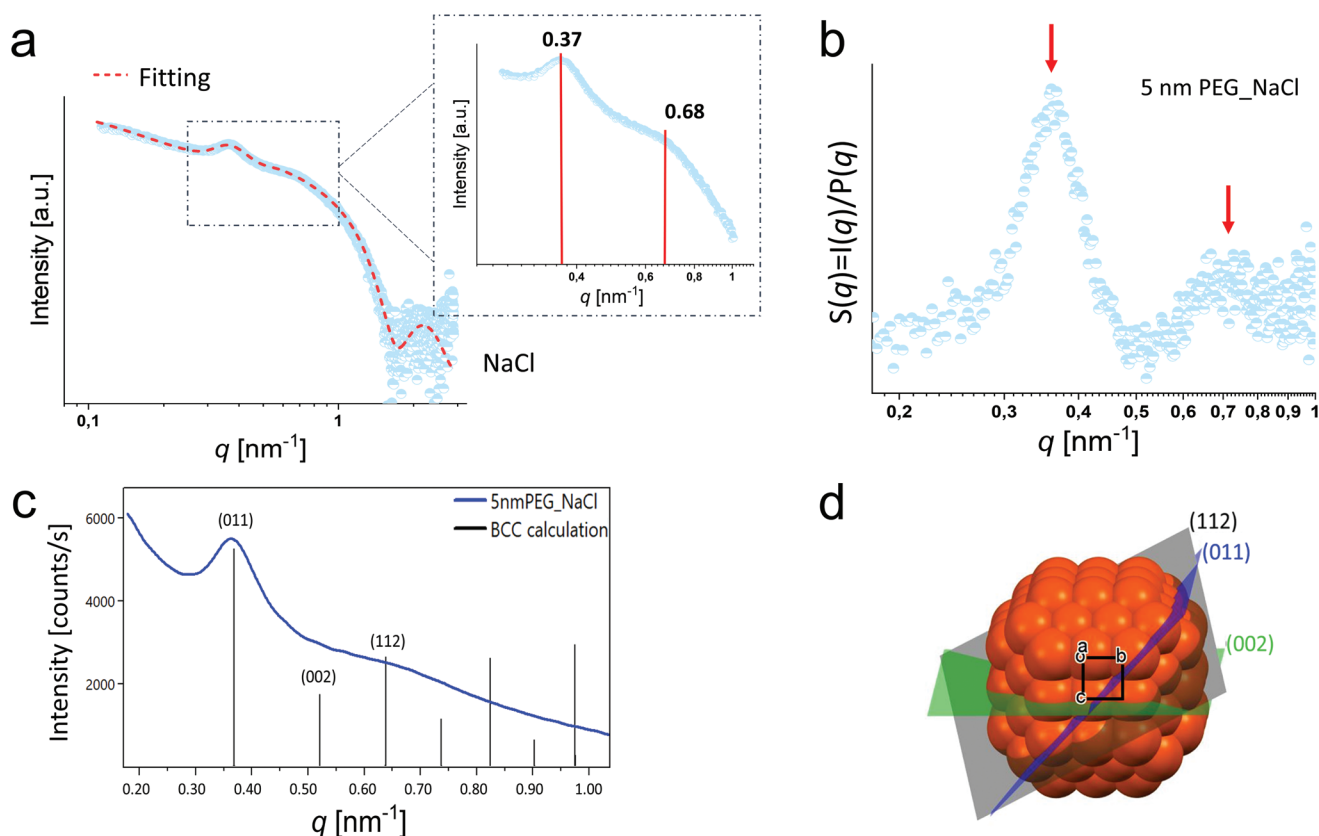 a
Fitting
Intensity [a.u.]
0,1
1
q [nm⁻¹]
NaCl
0.37
0.68
Intensity [a.u.]
0,4
0,6
0,8
1
q [nm⁻¹]
b
5 nm PEG_NaCl
S(q)=I(q)/P(q)
0,2
0,3
0,4
0,5
0,6
0,7
0,8
0,9
1
q [nm⁻¹]
c
5nmPEG_NaCl
BCC calculation
Intensity [counts/s]
6000
4000
2000
(011)
(002)
(112)
0.20
0.30
0.40
0.50
0.60
0.70
0.80
0.90
1.00
q [nm⁻¹]
d
(112)
(011)
(002)
a
o
b
c